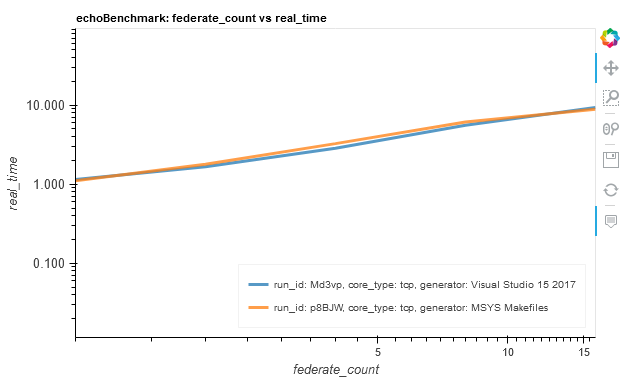 echoBenchmark: federate_count vs real_time
10.000
1.000
0.100
real_time
run_id: Md3vp, core_type: tcp, generator: Visual Studio 15 2017
run_id: p8BJW, core_type: tcp, generator: MSYS Makefiles
5
10
15
federate_count